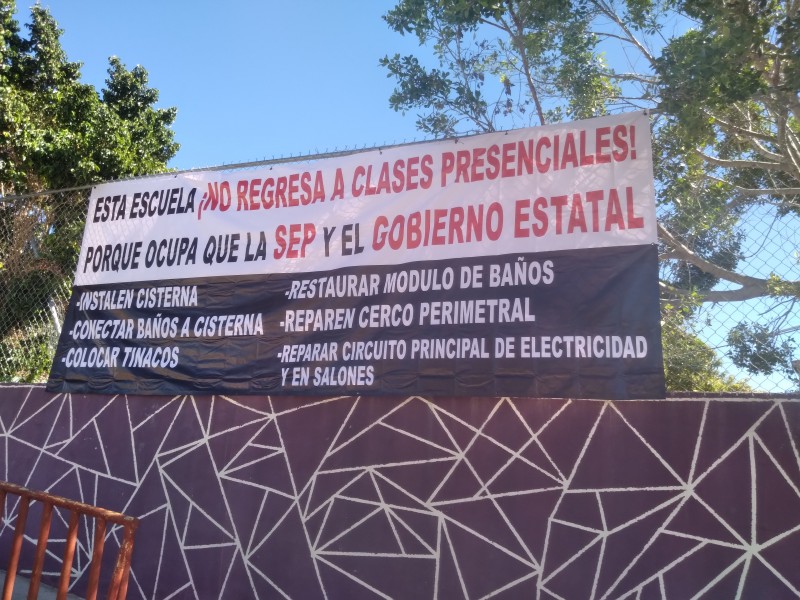 ESTA ESCUELA ¡NO REGRESA A CLASES PRESENCIALES!
PORQUE OCUPA QUE LA SEP Y EL GOBIERNO ESTATAL
-INSTALEN CISTERNA
-CONECTAR BAÑOS A CISTERNA
-COLOCAR TINACOS
-RESTAURAR MODULO DE BAÑOS
-REPAREN CERCO PERIMETRAL
-REPARAR CIRCUITO PRINCIPAL DE ELECTRICIDAD
Y EN SALONES